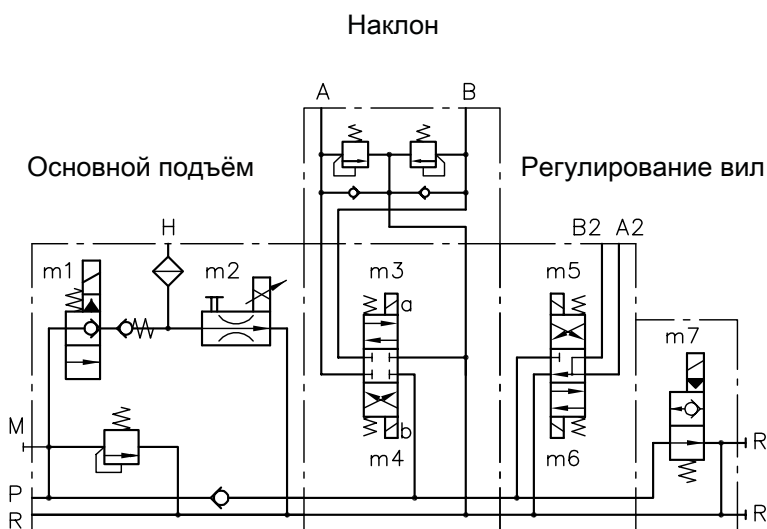 Наклон
A B
Основной подъём
Регулирование вил
H
B2 A2
m1
m2
m3
m5
a
m7
M
b
m4
m6
R
P
R
R